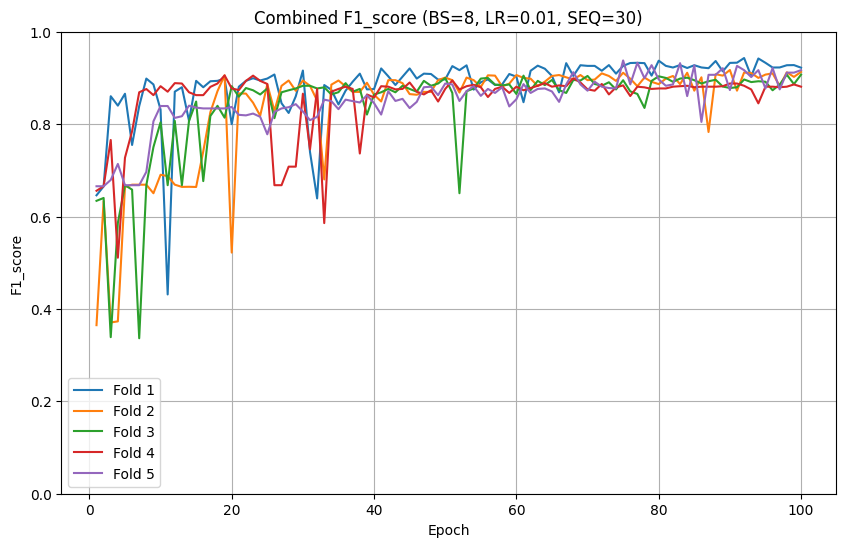 Combined F1_score (BS=8, LR=0.01, SEQ=30)
F1_score
1.0
0.8
0.6
0.4
0.2
0.0
Fold 1
Fold 2
Fold 3
Fold 4
Fold 5
0 20 40 60 80 100
Epoch